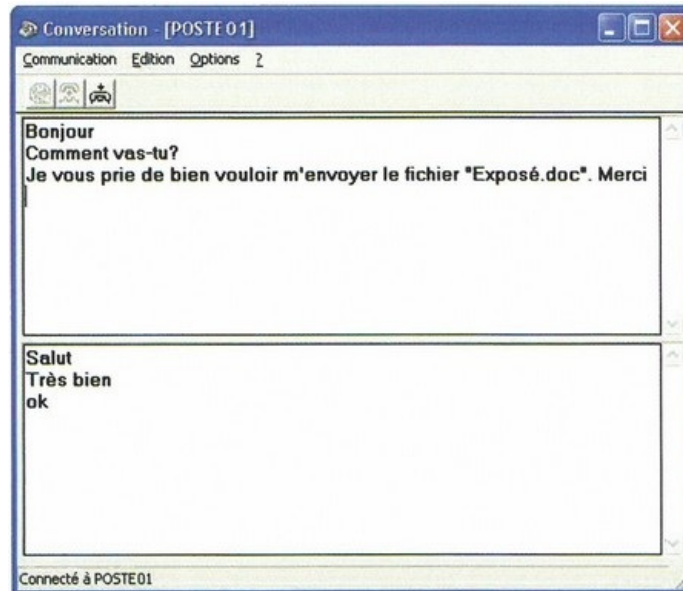 Conversation - [POSTE01]
Communication Edition Options ?
Bonjour
Comment vas-tu?
Je vous prie de bien vouloir m'envoyer le fichier "Exposé.doc". Merci
Salut
Très bien
ok
Connecté à POSTE01